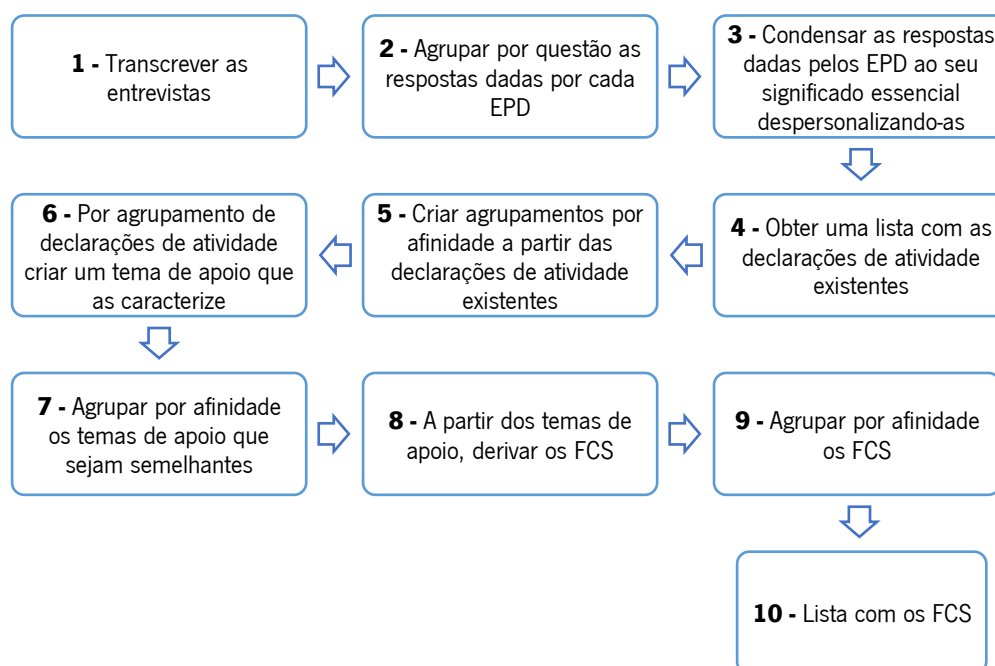 1 - Transcrever as
entrevistas
2 - Agrupar por questão as
respostas dadas por cada
EPD
3 - Condensar as respostas
dadas pelos EPD ao seu
significado essencial
despersonalizando-as
4 - Obter uma lista com as
declarações de atividade
existentes
5 - Criar agrupamentos por
afinidade a partir das
declarações de atividade
existentes
6 - Por agrupamento de
declarações de atividade
criar um tema de apoio que
as caracterize
7 - Agrupar por afinidade
os temas de apoio que
sejam semelhantes
8 - A partir dos temas de
apoio, derivar os FCS
9 - Agrupar por afinidade
os FCS
10 - Lista com os FCS